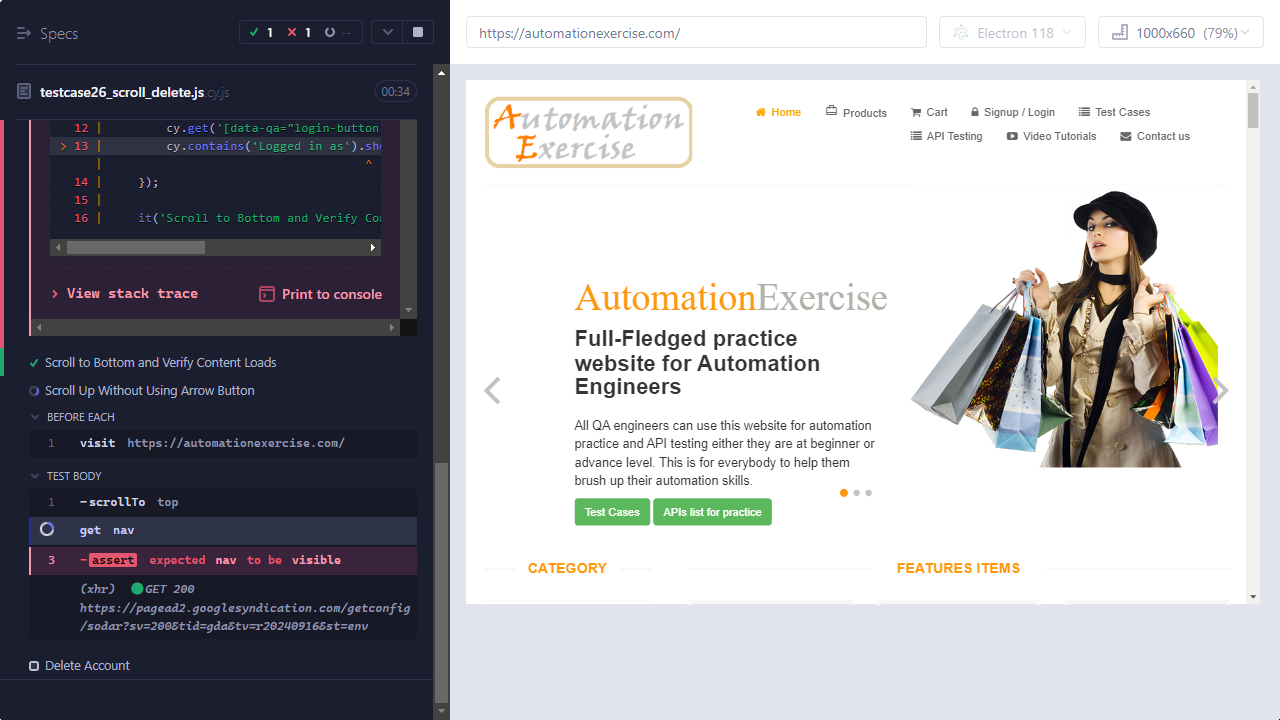 Specs
1 1 --
testcase26_scroll_delete.js.cy.js
00:34
12 | cy.get('[data-qa="login-button
> 13 | cy.contains('Logged in as').sho
| ^
14 | });
15 |
16 | it('Scroll to Bottom and Verify Con
View stack trace
Print to console
Scroll to Bottom and Verify Content Loads
Scroll Up Without Using Arrow Button
BEFORE EACH
1 visit https://automationexercise.com/
TEST BODY
1 -scrollTo top
get nav
3 -assert expected nav to be visible
(xhr) GET 200
https://pagead2.googlesyndication.com/getconfig
/sodar?sv=200&tid=gda&tv=r20240916&st=env
Delete Account
https://automationexercise.com/
Electron 118
1000x660 (79%)
Automation
Exercise
Home Products Cart Signup / Login Test Cases
API Testing Video Tutorials Contact us
AutomationExercise
Full-Fledged practice
website for Automation
Engineers
All QA engineers can use this website for automation
practice and API testing either they are at beginner or
advance level. This is for everybody to help them
brush up their automation skills.
Test Cases APIs list for practice
CATEGORY
FEATURES ITEMS